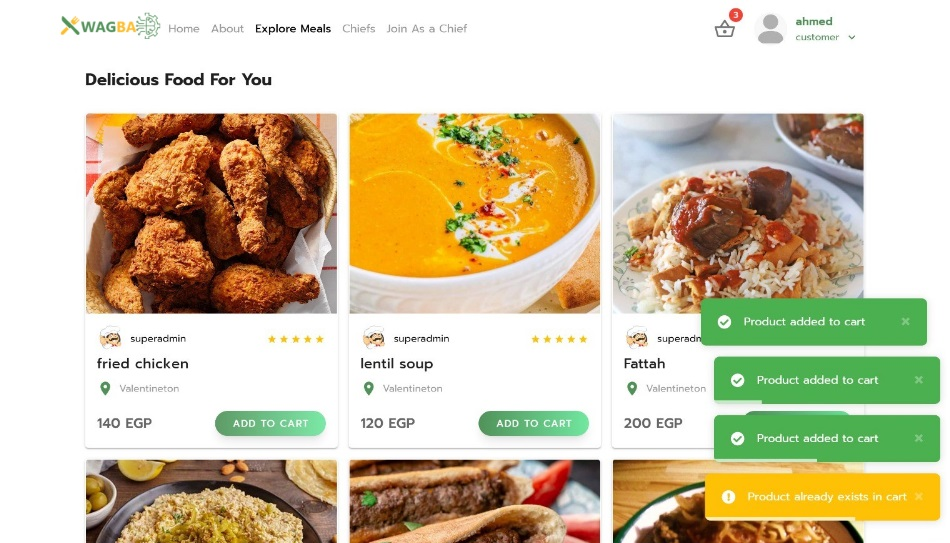 3
ahmed
WAGBA Home About Explore Meals Chiefs Join As a Chief
customer
Delicious Food For You
superadmin
fried chicken
Valentineton
140 EGP ADD TO CART
superadmin
lentil soup
Valentineton
120 EGP ADD TO CART
Fattah
Valentineton
200 EGP
Product added to cart
Product added to cart
Product added to cart
Product already exists in cart